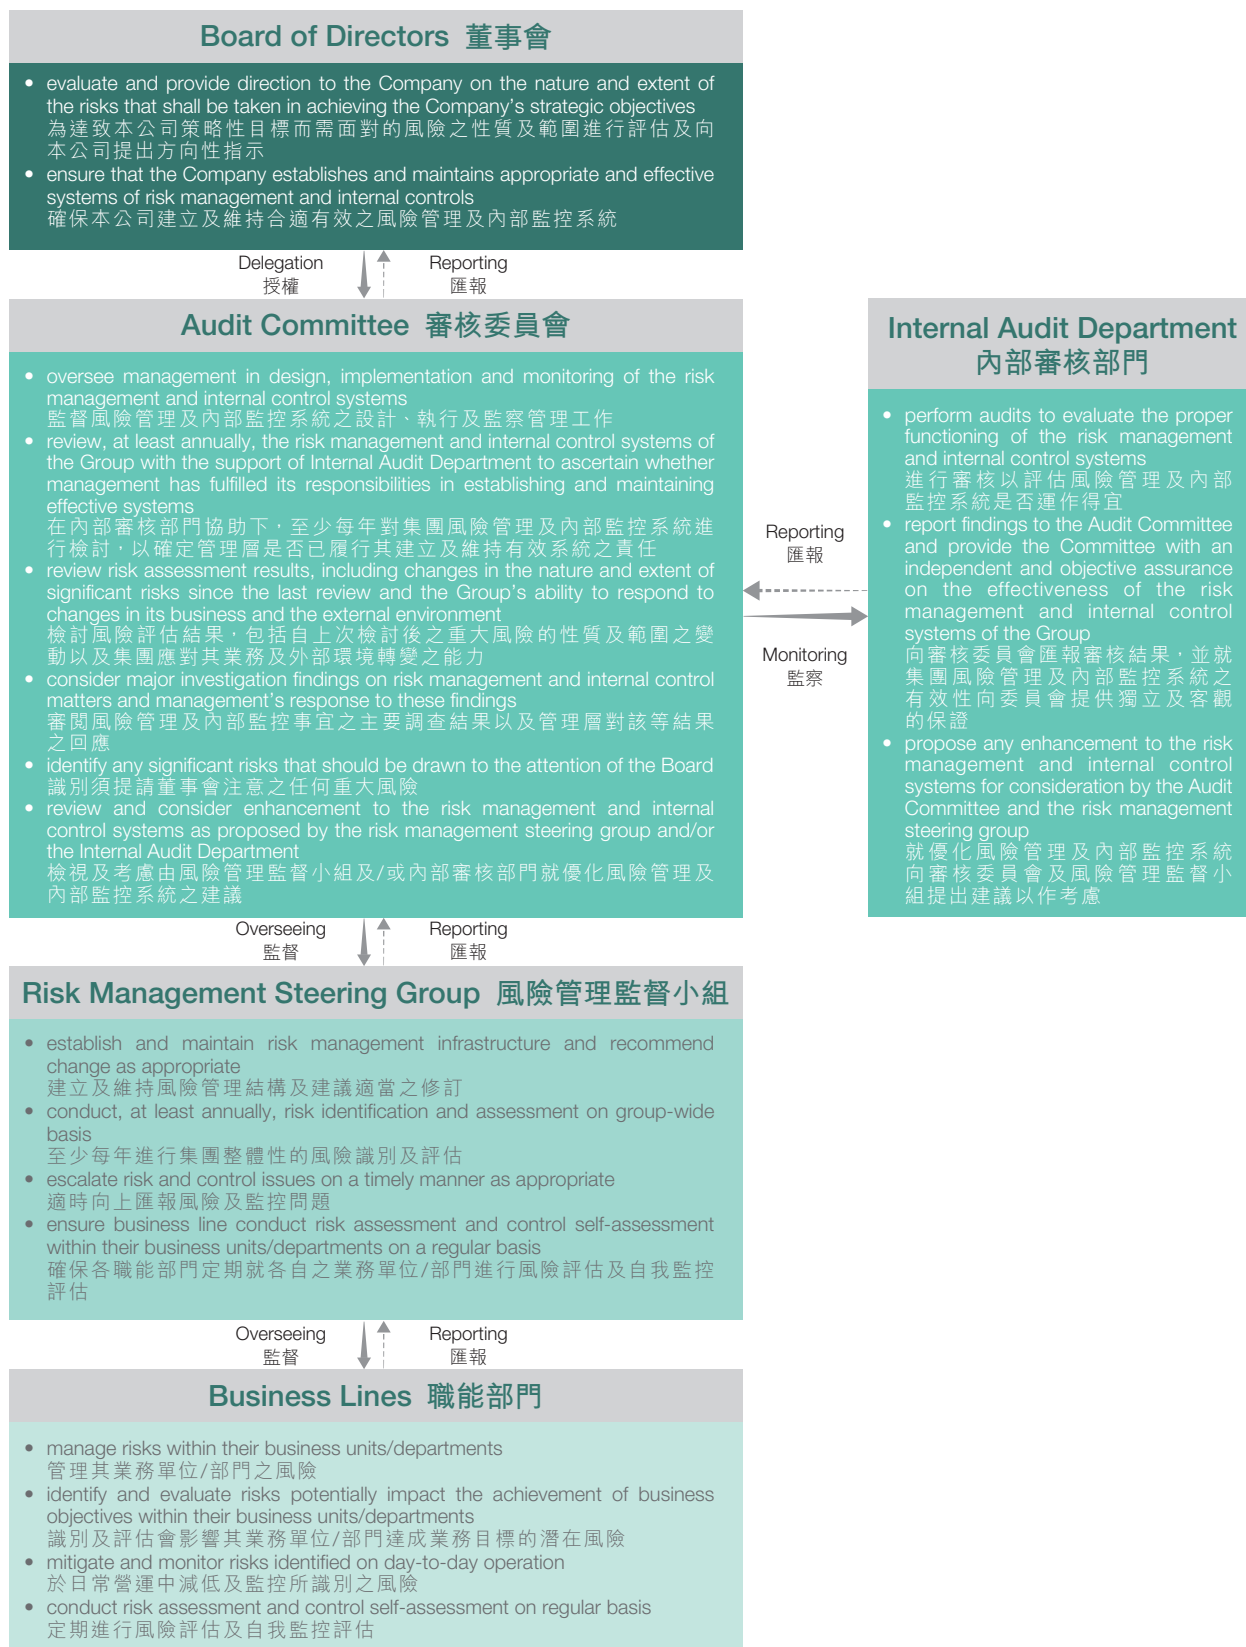 Board of Directors 董事會
• evaluate and provide direction to the Company on the nature and extent of
the risks that shall be taken in achieving the Company's strategic objectives
為達致本公司策略性目標而需面對的風險之性質及範圍進行評估及向
本公司提出方向性指示
• ensure that the Company establishes and maintains appropriate and effective
systems of risk management and internal controls
確保本公司建立及維持合適有效之風險管理及內部監控系統
Delegation
授權
Reporting
匯報
Audit Committee 審核委員會
• oversee management in design, implementation and monitoring of the risk
management and internal control systems
監督風險管理及內部監控系統之設計、執行及監察管理工作
• review, at least annually, the risk management and internal control systems of
the Group with the support of Internal Audit Department to ascertain whether
management has fulfilled its responsibilities in establishing and maintaining
effective systems
在內部審核部門協助下，至少每年對集團風險管理及內部監控系統進
行檢討，以確定管理層是否已履行其建立及維持有效系統之責任
• review risk assessment results, including changes in the nature and extent of
significant risks since the last review and the Group's ability to respond to
changes in its business and the external environment
檢討風險評估結果，包括自上次檢討後之重大風險的性質及範圍之變
動以及集團應對其業務及外部環境轉變之能力
• consider major investigation findings on risk management and internal control
matters and management's response to these findings
審閱風險管理及內部監控事宜之主要調查結果以及管理層對該等結果
之回應
• identify any significant risks that should be drawn to the attention of the Board
識別須提請董事會注意之任何重大風險
• review and consider enhancement to the risk management and internal
control systems as proposed by the risk management steering group and/or
the Internal Audit Department
檢視及考慮由風險管理監督小組及/或內部審核部門就優化風險管理及
內部監控系統之建議
Reporting
匯報
Monitoring
監察
Internal Audit Department
內部審核部門
• perform audits to evaluate the proper
functioning of the risk management
and internal control systems
進行審核以評估風險管理及內部
監控系統是否運作得宜
• report findings to the Audit Committee
and provide the Committee with an
independent and objective assurance
on the effectiveness of the risk
management and internal control
systems of the Group
向審核委員會匯報審核結果，並就
集團風險管理及內部監控系統之
有效性向委員會提供獨立及客觀
的保證
• propose any enhancement to the risk
management and internal control
systems for consideration by the Audit
Committee and the risk management
steering group
就優化風險管理及內部監控系統
向審核委員會及風險管理監督小
組提出建議以作考慮
Overseeing
監督
Reporting
匯報
Risk Management Steering Group 風險管理監督小組
• establish and maintain risk management infrastructure and recommend
change as appropriate
建立及維持風險管理結構及建議適當之修訂
• conduct, at least annually, risk identification and assessment on group-wide
basis
至少每年進行集團整體性的風險識別及評估
• escalate risk and control issues on a timely manner as appropriate
適時向上匯報風險及監控問題
• ensure business line conduct risk assessment and control self-assessment
within their business units/departments on a regular basis
確保各職能部門定期就各自之業務單位/部門進行風險評估及自我監控
評估
Overseeing
監督
Reporting
匯報
Business Lines 職能部門
• manage risks within their business units/departments
管理其業務單位/部門之風險
• identify and evaluate risks potentially impact the achievement of business
objectives within their business units/departments
識別及評估會影響其業務單位/部門達成業務目標的潛在風險
• mitigate and monitor risks identified on day-to-day operation
於日常營運中減低及監控所識別之風險
• conduct risk assessment and control self-assessment on regular basis
定期進行風險評估及自我監控評估